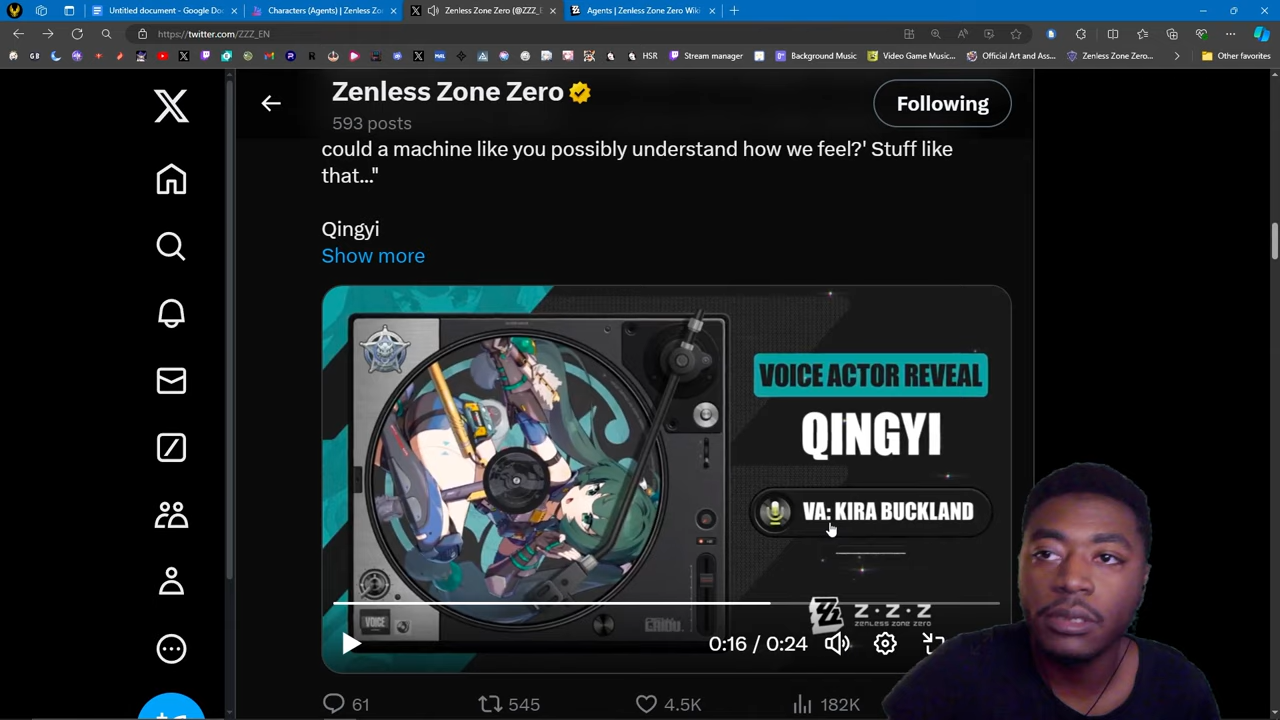 Untitled document - Google Do
Characters (Agents) | Zenless Zo
Zenless Zone Zero (@ZZZ_E
Agents | Zenless Zone Zero Wiki
https://twitter.com/ZZZ_EN
GB
HSR
Stream manager
Background Music
Video Game Music...
Official Art and Ass...
Zenless Zone Zero...
Other favorites
Zenless Zone Zero
593 posts
Following
could a machine like you possibly understand how we feel?' Stuff like
that..."
Qingyi
Show more
VOICE ACTOR REVEAL
QINGYI
VA: KIRA BUCKLAND
VOICE
Z·Z·Z
zenless zone zero
0:16 / 0:24
61
545
4.5K
182K